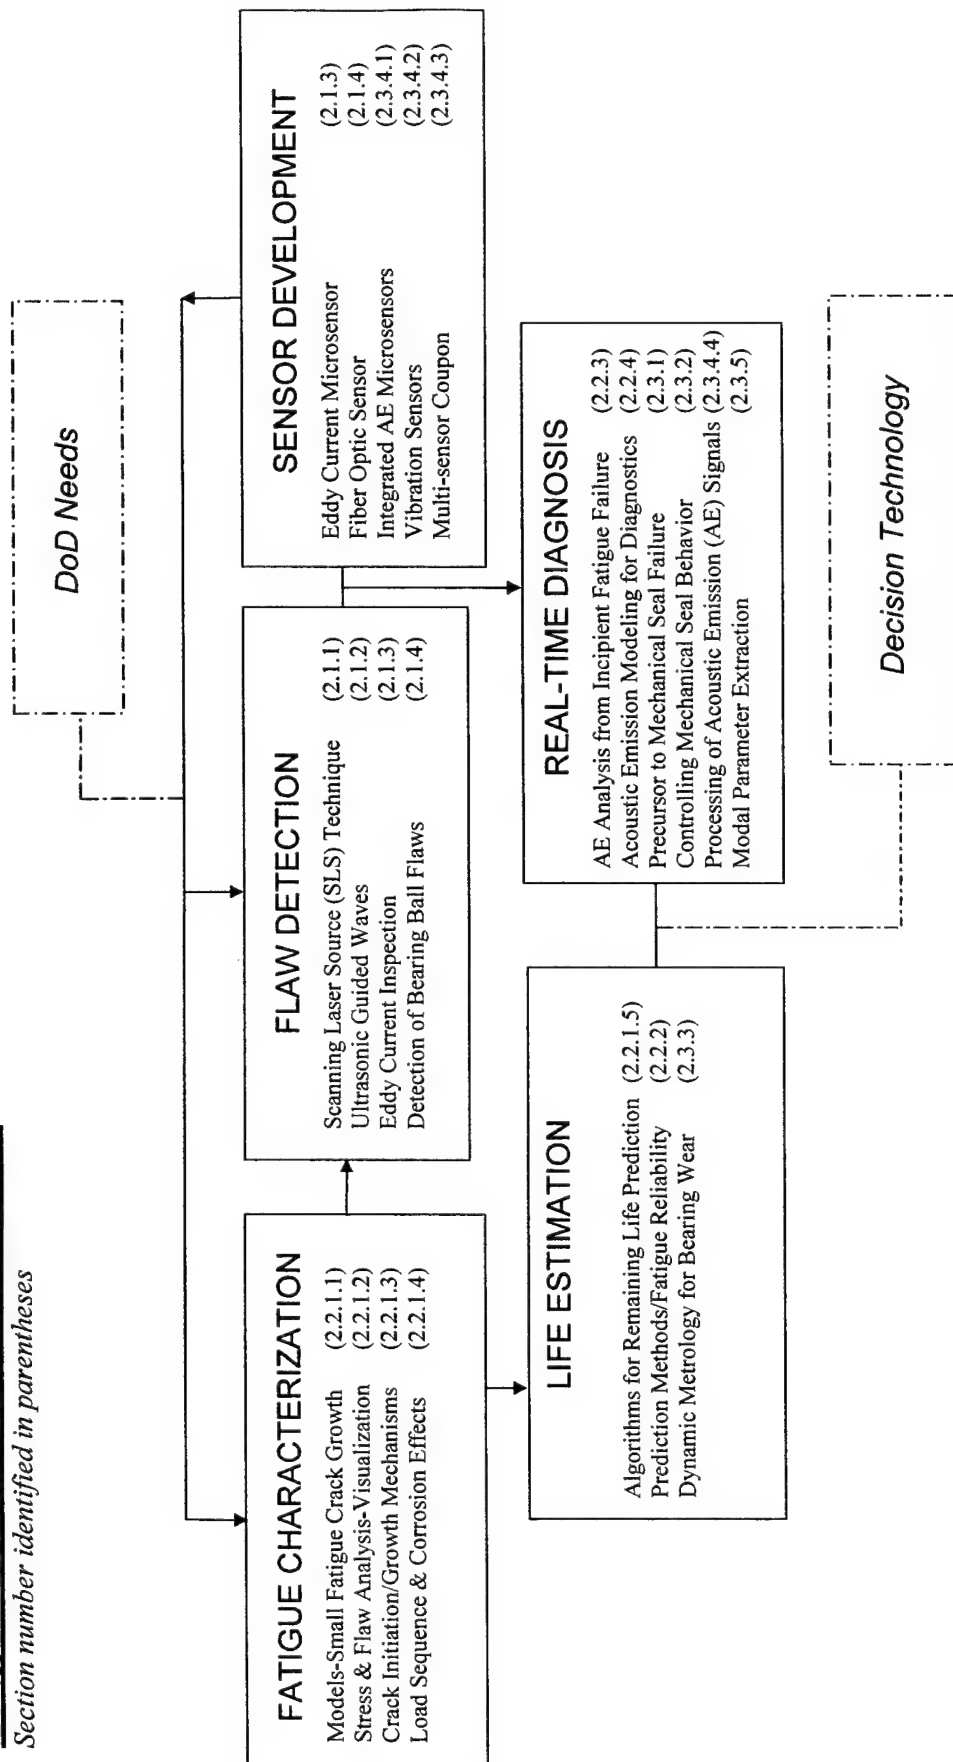 Section number identified in parentheses
DoD Needs
FATIGUE CHARACTERIZATION
Models-Small Fatigue Crack Growth (2.2.1.1)
Stress & Flaw Analysis-Visualization (2.2.1.2)
Crack Initiation/Growth Mechanisms (2.2.1.3)
Load Sequence & Corrosion Effects (2.2.1.4)
FLAW DETECTION
Scanning Laser Source (SLS) Technique (2.1.1)
Ultrasonic Guided Waves (2.1.2)
Eddy Current Inspection (2.1.3)
Detection of Bearing Ball Flaws (2.1.4)
SENSOR DEVELOPMENT
Eddy Current Microsensor (2.1.3)
Fiber Optic Sensor (2.1.4)
Integrated AE Microsensors (2.3.4.1)
Vibration Sensors (2.3.4.2)
Multi-sensor Coupon (2.3.4.3)
LIFE ESTIMATION
Algorithms for Remaining Life Prediction (2.2.1.5)
Prediction Methods/Fatigue Reliability (2.2.2)
Dynamic Metrology for Bearing Wear (2.3.3)
REAL-TIME DIAGNOSIS
AE Analysis from Incipient Fatigue Failure (2.2.3)
Acoustic Emission Modeling for Diagnostics (2.2.4)
Precursor to Mechanical Seal Failure (2.3.1)
Controlling Mechanical Seal Behavior (2.3.2)
Processing of Acoustic Emission (AE) Signals (2.3.4.4)
Modal Parameter Extraction (2.3.5)
Decision Technology